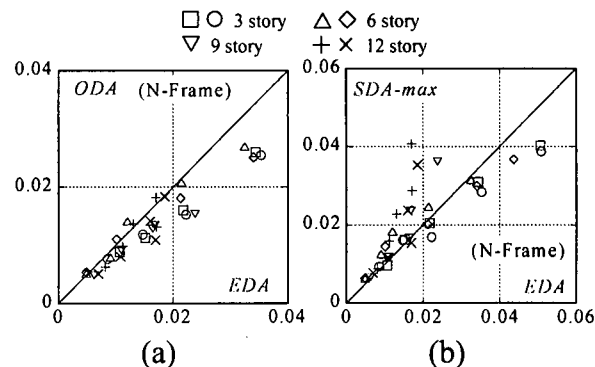 □ ○ 3 story △ ◇ 6 story
▽ 9 story + × 12 story
0.04 ODA (N-Frame)
0.02
0
0 0.02 0.04
EDA
(a)
0.06 SDA-max
0.04
0.02
(N-Frame)
EDA
0
0 0.02 0.04 0.06
(b)